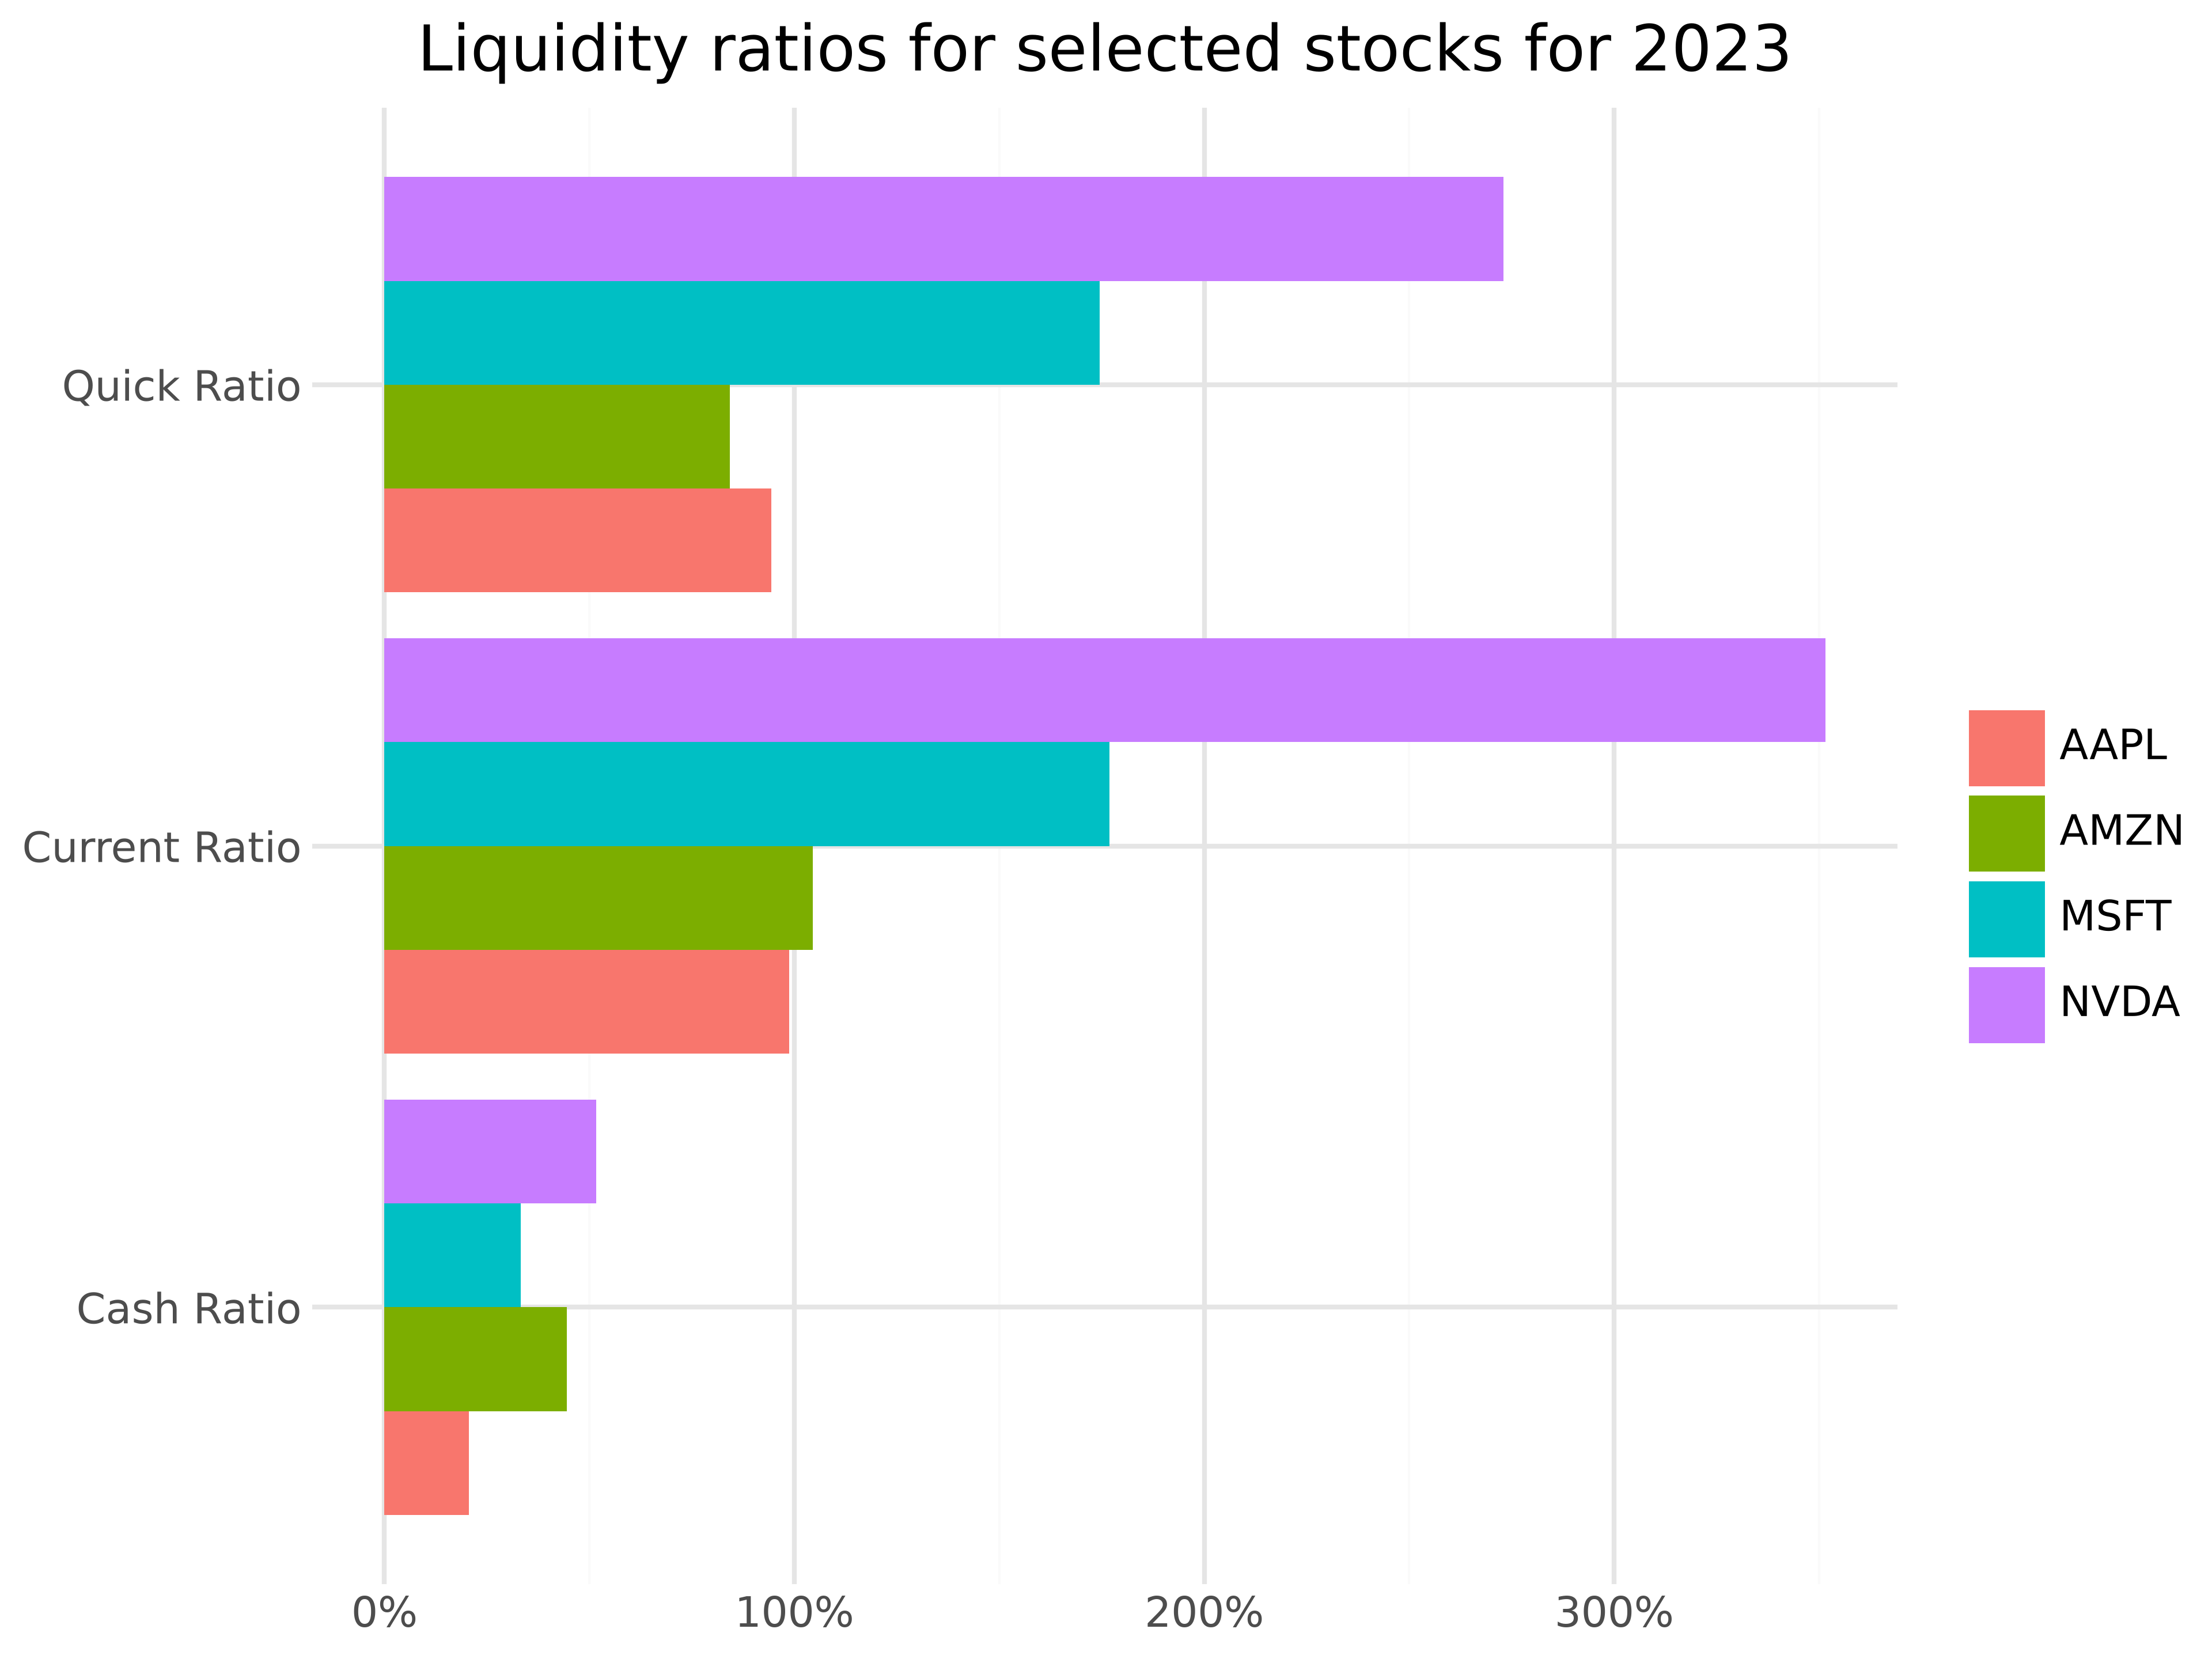 Liquidity ratios for selected stocks for 2023
Quick Ratio
Current Ratio
Cash Ratio
0%
100%
200%
300%
AAPL
AMZN
MSFT
NVDA